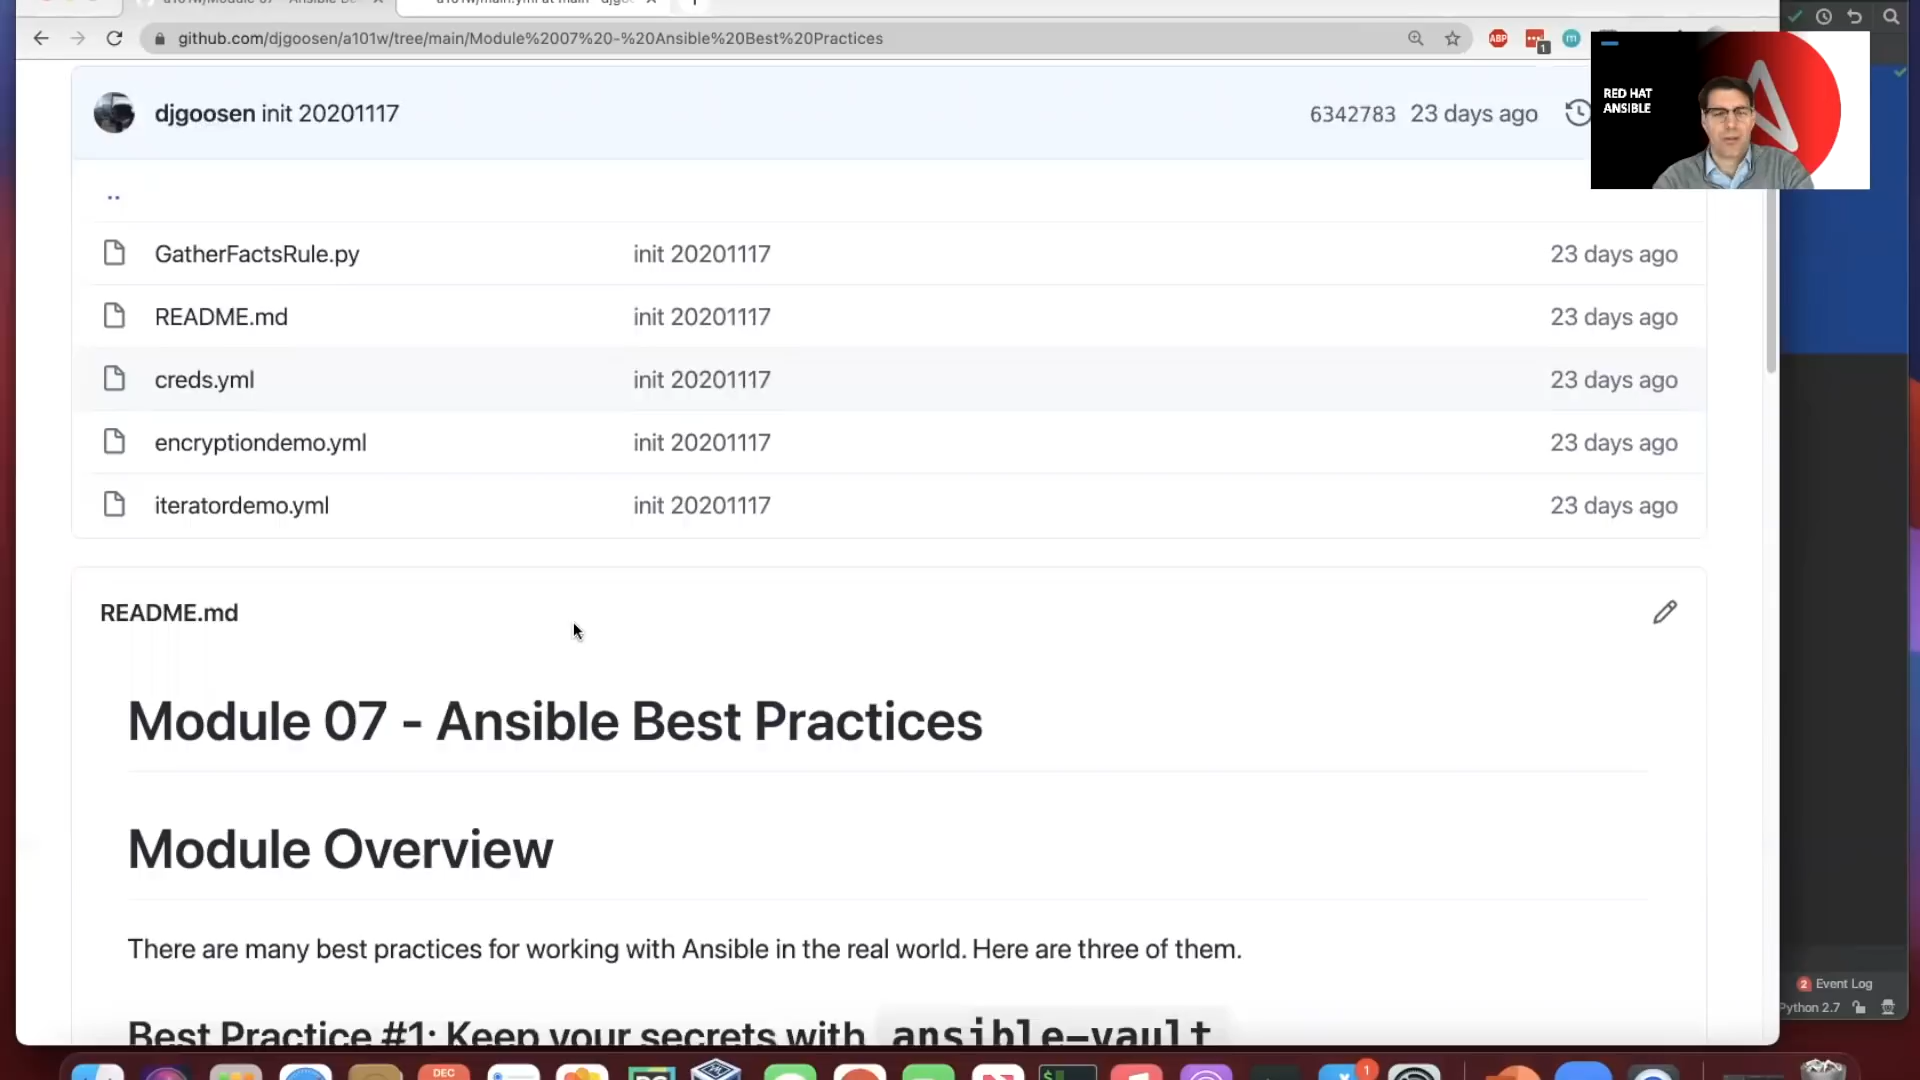 github.com/djgoosen/a101w/tree/main/Module%2007%20-%20Ansible%20Best%20Practices
ABP
1
m
RED HAT
ANSIBLE
djgoosen init 20201117
6342783 23 days ago
..
GatherFactsRule.py init 20201117 23 days ago
README.md init 20201117 23 days ago
creds.yml init 20201117 23 days ago
encryptiondemo.yml init 20201117 23 days ago
iteratordemo.yml init 20201117 23 days ago
README.md
Module 07 - Ansible Best Practices
Module Overview
There are many best practices for working with Ansible in the real world. Here are three of them.
Best Practice #1: Keep your secrets with ansible-vault
2 Event Log
Python 2.7
DEC
1